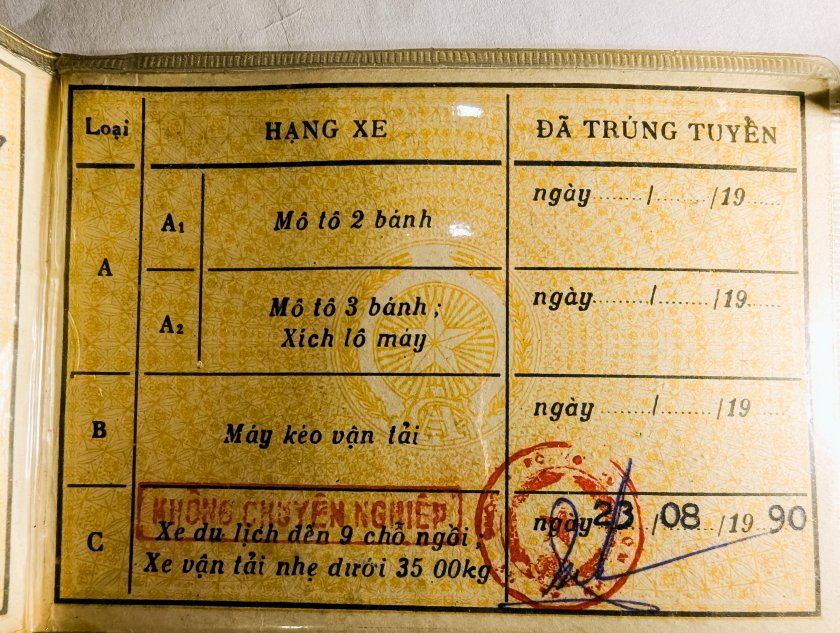 Loại HẠNG XE ĐÃ TRÚNG TUYỂN
A
A1 Mô tô 2 bánh ngày ....... / ....... /19 .....
A2 Mô tô 3 bánh ; ngày ....... / ....... /19 .....
Xích lô máy
B Máy kéo vận tải ngày ....... / ....... /19 .....
KHÔNG CHUYÊN NGHIỆP
C Xe du lịch đến 9 chỗ ngồi ; ngày 23 / 08 /19 90
Xe vận tải nhẹ dưới 35 00kg